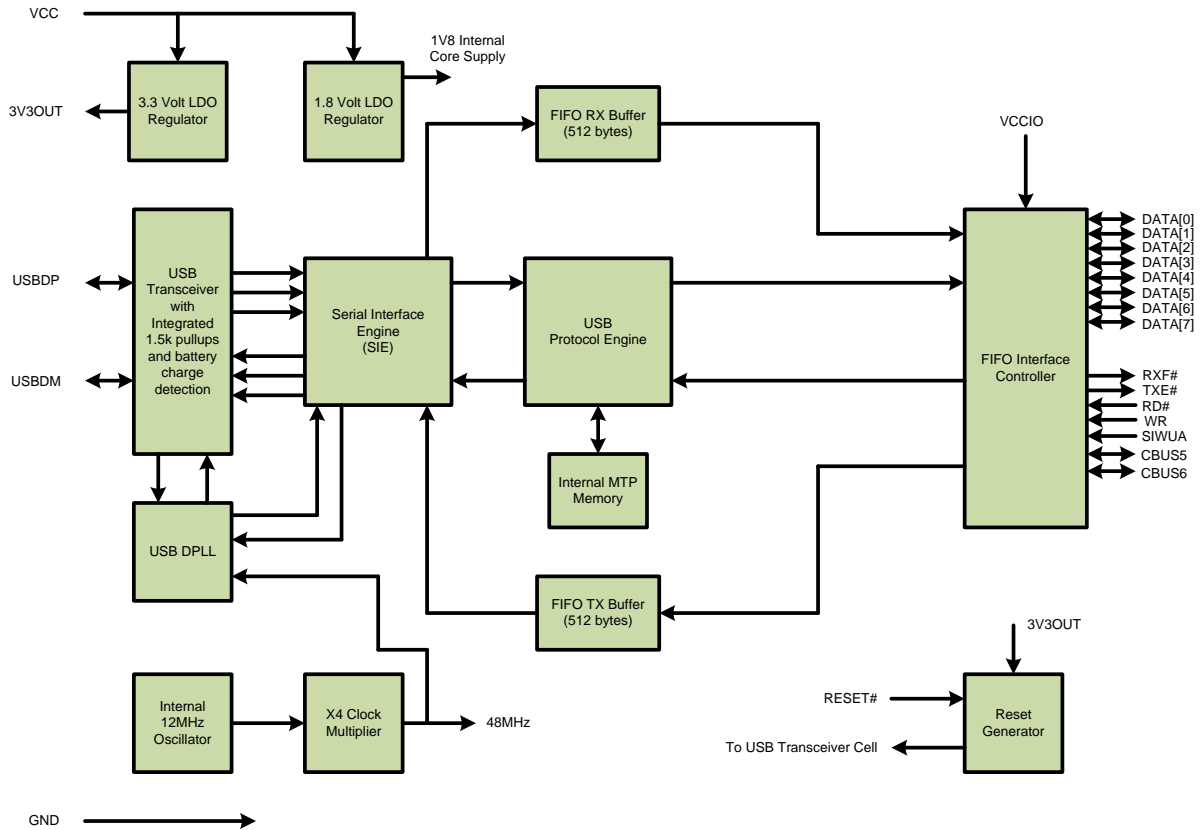 VCC
1V8 Internal
Core Supply
3.3 Volt LDO
Regulator
1.8 Volt LDO
Regulator
3V3OUT
FIFO RX Buffer
(512 bytes)
VCCIO
USBDP
USBDM
USB
Transceiver
with
Integrated
1.5k pullups
and battery
charge
detection
Serial Interface
Engine
(SIE)
USB
Protocol Engine
Internal MTP
Memory
FIFO Interface
Controller
DATA[0]
DATA[1]
DATA[2]
DATA[3]
DATA[4]
DATA[5]
DATA[6]
DATA[7]
RXF#
TXE#
RD#
WR
SIWUA
CBUS5
CBUS6
USB DPLL
FIFO TX Buffer
(512 bytes)
Internal
12MHz
Oscillator
X4 Clock
Multiplier
48MHz
3V3OUT
RESET#
Reset
Generator
To USB Transceiver Cell
GND